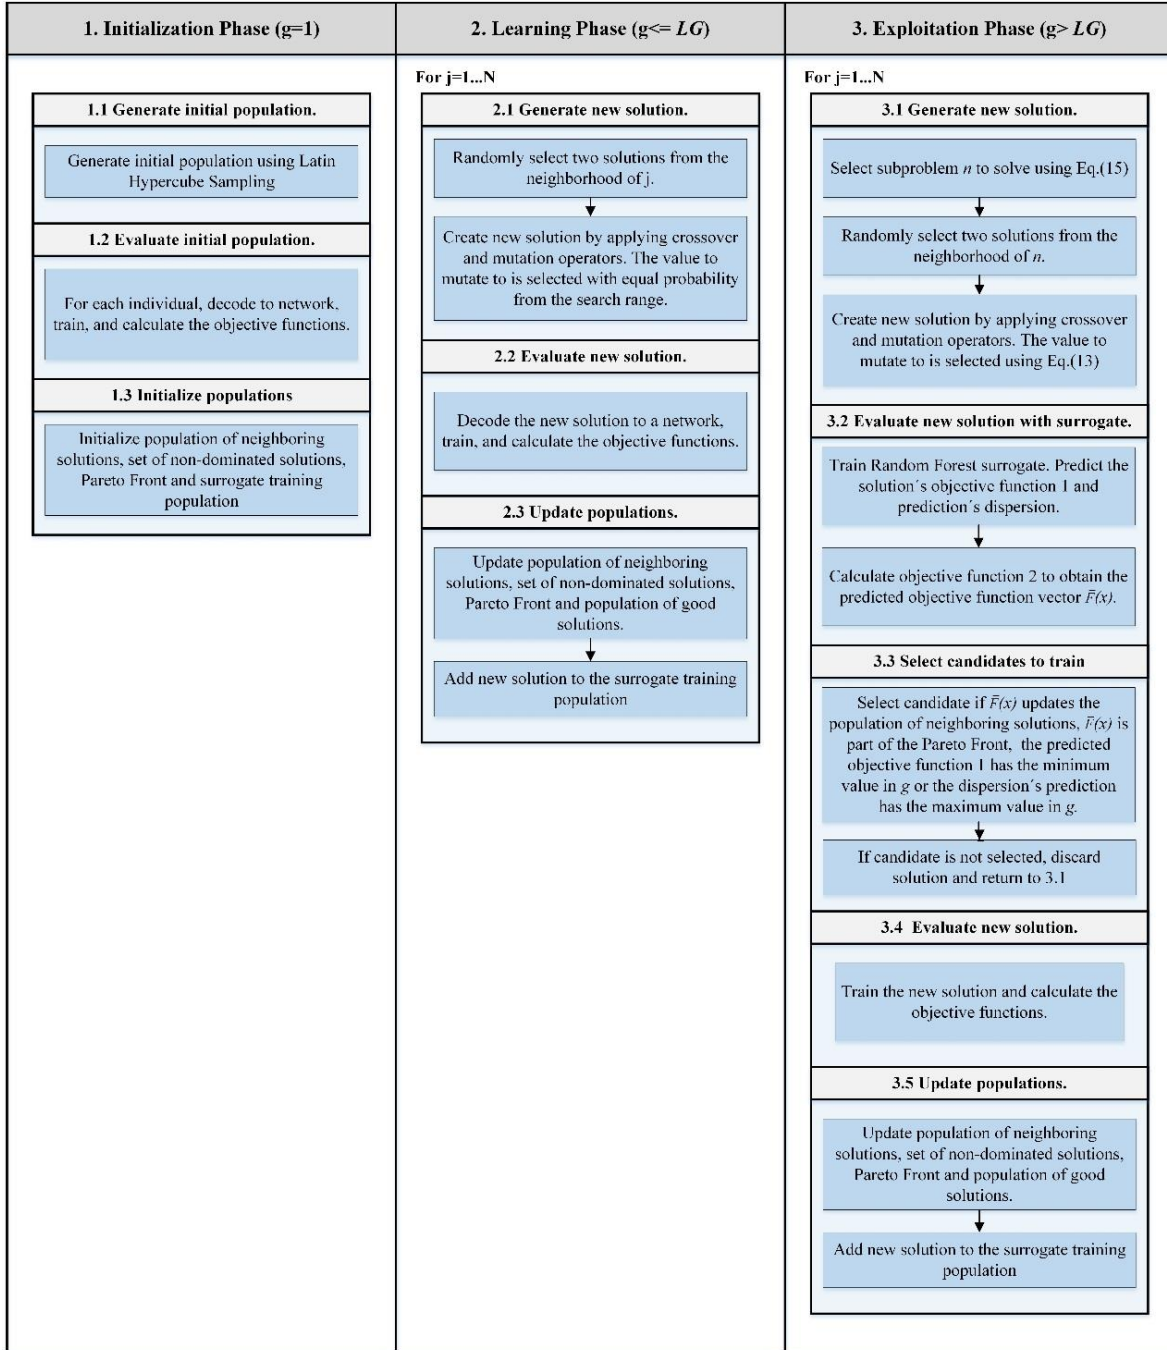 1. Initialization Phase (g=1)
1.1 Generate initial population.
Generate initial population using Latin
Hypercube Sampling
1.2 Evaluate initial population.
For each individual, decode to network,
train, and calculate the objective functions.
1.3 Initialize populations
Initialize population of neighboring
solutions, set of non-dominated solutions,
Pareto Front and surrogate training
population
2. Learning Phase (g<= LG)
For j=1...N
2.1 Generate new solution.
Randomly select two solutions from the
neighborhood of j.
Create new solution by applying crossover
and mutation operators. The value to
mutate to is selected with equal probability
from the search range.
2.2 Evaluate new solution.
Decode the new solution to a network,
train, and calculate the objective functions.
2.3 Update populations.
Update population of neighboring
solutions, set of non-dominated solutions,
Pareto Front and population of good
solutions.
Add new solution to the surrogate training
population
3. Exploitation Phase (g> LG)
For j=1...N
3.1 Generate new solution.
Select subproblem n to solve using Eq.(15)
Randomly select two solutions from the
neighborhood of n.
Create new solution by applying crossover
and mutation operators. The value to
mutate to is selected using Eq.(13)
3.2 Evaluate new solution with surrogate.
Train Random Forest surrogate. Predict the
solution´s objective function 1 and
prediction´s dispersion.
Calculate objective function 2 to obtain the
predicted objective function vector F̄(x).
3.3 Select candidates to train
Select candidate if F̄(x) updates the
population of neighboring solutions, F̄(x) is
part of the Pareto Front, the predicted
objective function 1 has the minimum
value in g or the dispersion´s prediction
has the maximum value in g.
If candidate is not selected, discard
solution and return to 3.1
3.4 Evaluate new solution.
Train the new solution and calculate the
objective functions.
3.5 Update populations.
Update population of neighboring
solutions, set of non-dominated solutions,
Pareto Front and population of good
solutions.
Add new solution to the surrogate training
population